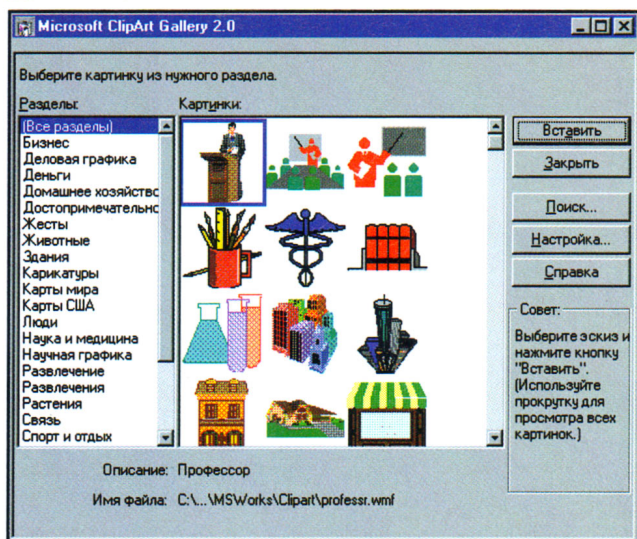 Microsoft ClipArt Gallery 2.0
Выберите картинку из нужного раздела.
Разделы:
Картинки:
(Все разделы)
Бизнес
Деловая графика
Деньги
Домашнее хозяйство
Достопримечательно
Жесты
Животные
Здания
Карикатуры
Карты мира
Карты США
Люди
Наука и медицина
Научная графика
Развлечение
Развлечения
Растения
Связь
Спорт и отдых
Вставить
Закрыть
Поиск...
Настройка...
Справка
Совет:
Выберите эскиз и
нажмите кнопку
"Вставить".
(Используйте
прокрутку для
просмотра всех
картинок.)
Описание: Профессор
Имя файла: C:\...\MSWorks\Clipart\professr.wmf